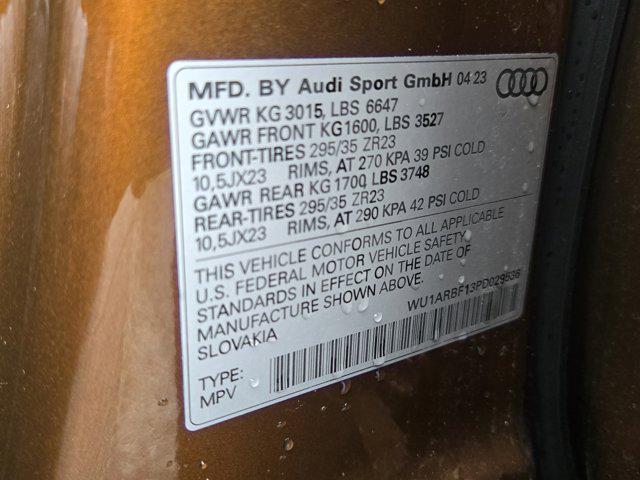 MFD. BY Audi Sport GmbH 04 23
GVWR KG 3015, LBS 6647
GAWR FRONT KG1600, LBS 3527
FRONT-TIRES 295/35 ZR23
10,5JX23 RIMS, AT 270 KPA 39 PSI COLD
GAWR REAR KG 1700, LBS 3748
REAR-TIRES 295/35 ZR23
10,5JX23 RIMS, AT 290 KPA 42 PSI COLD
THIS VEHICLE CONFORMS TO ALL APPLICABLE
U.S. FEDERAL MOTOR VEHICLE SAFETY
STANDARDS IN EFFECT ON THE DATE OF
MANUFACTURE SHOWN ABOVE.
SLOVAKIA
WU1ARBF13PD029536
TYPE:
MPV